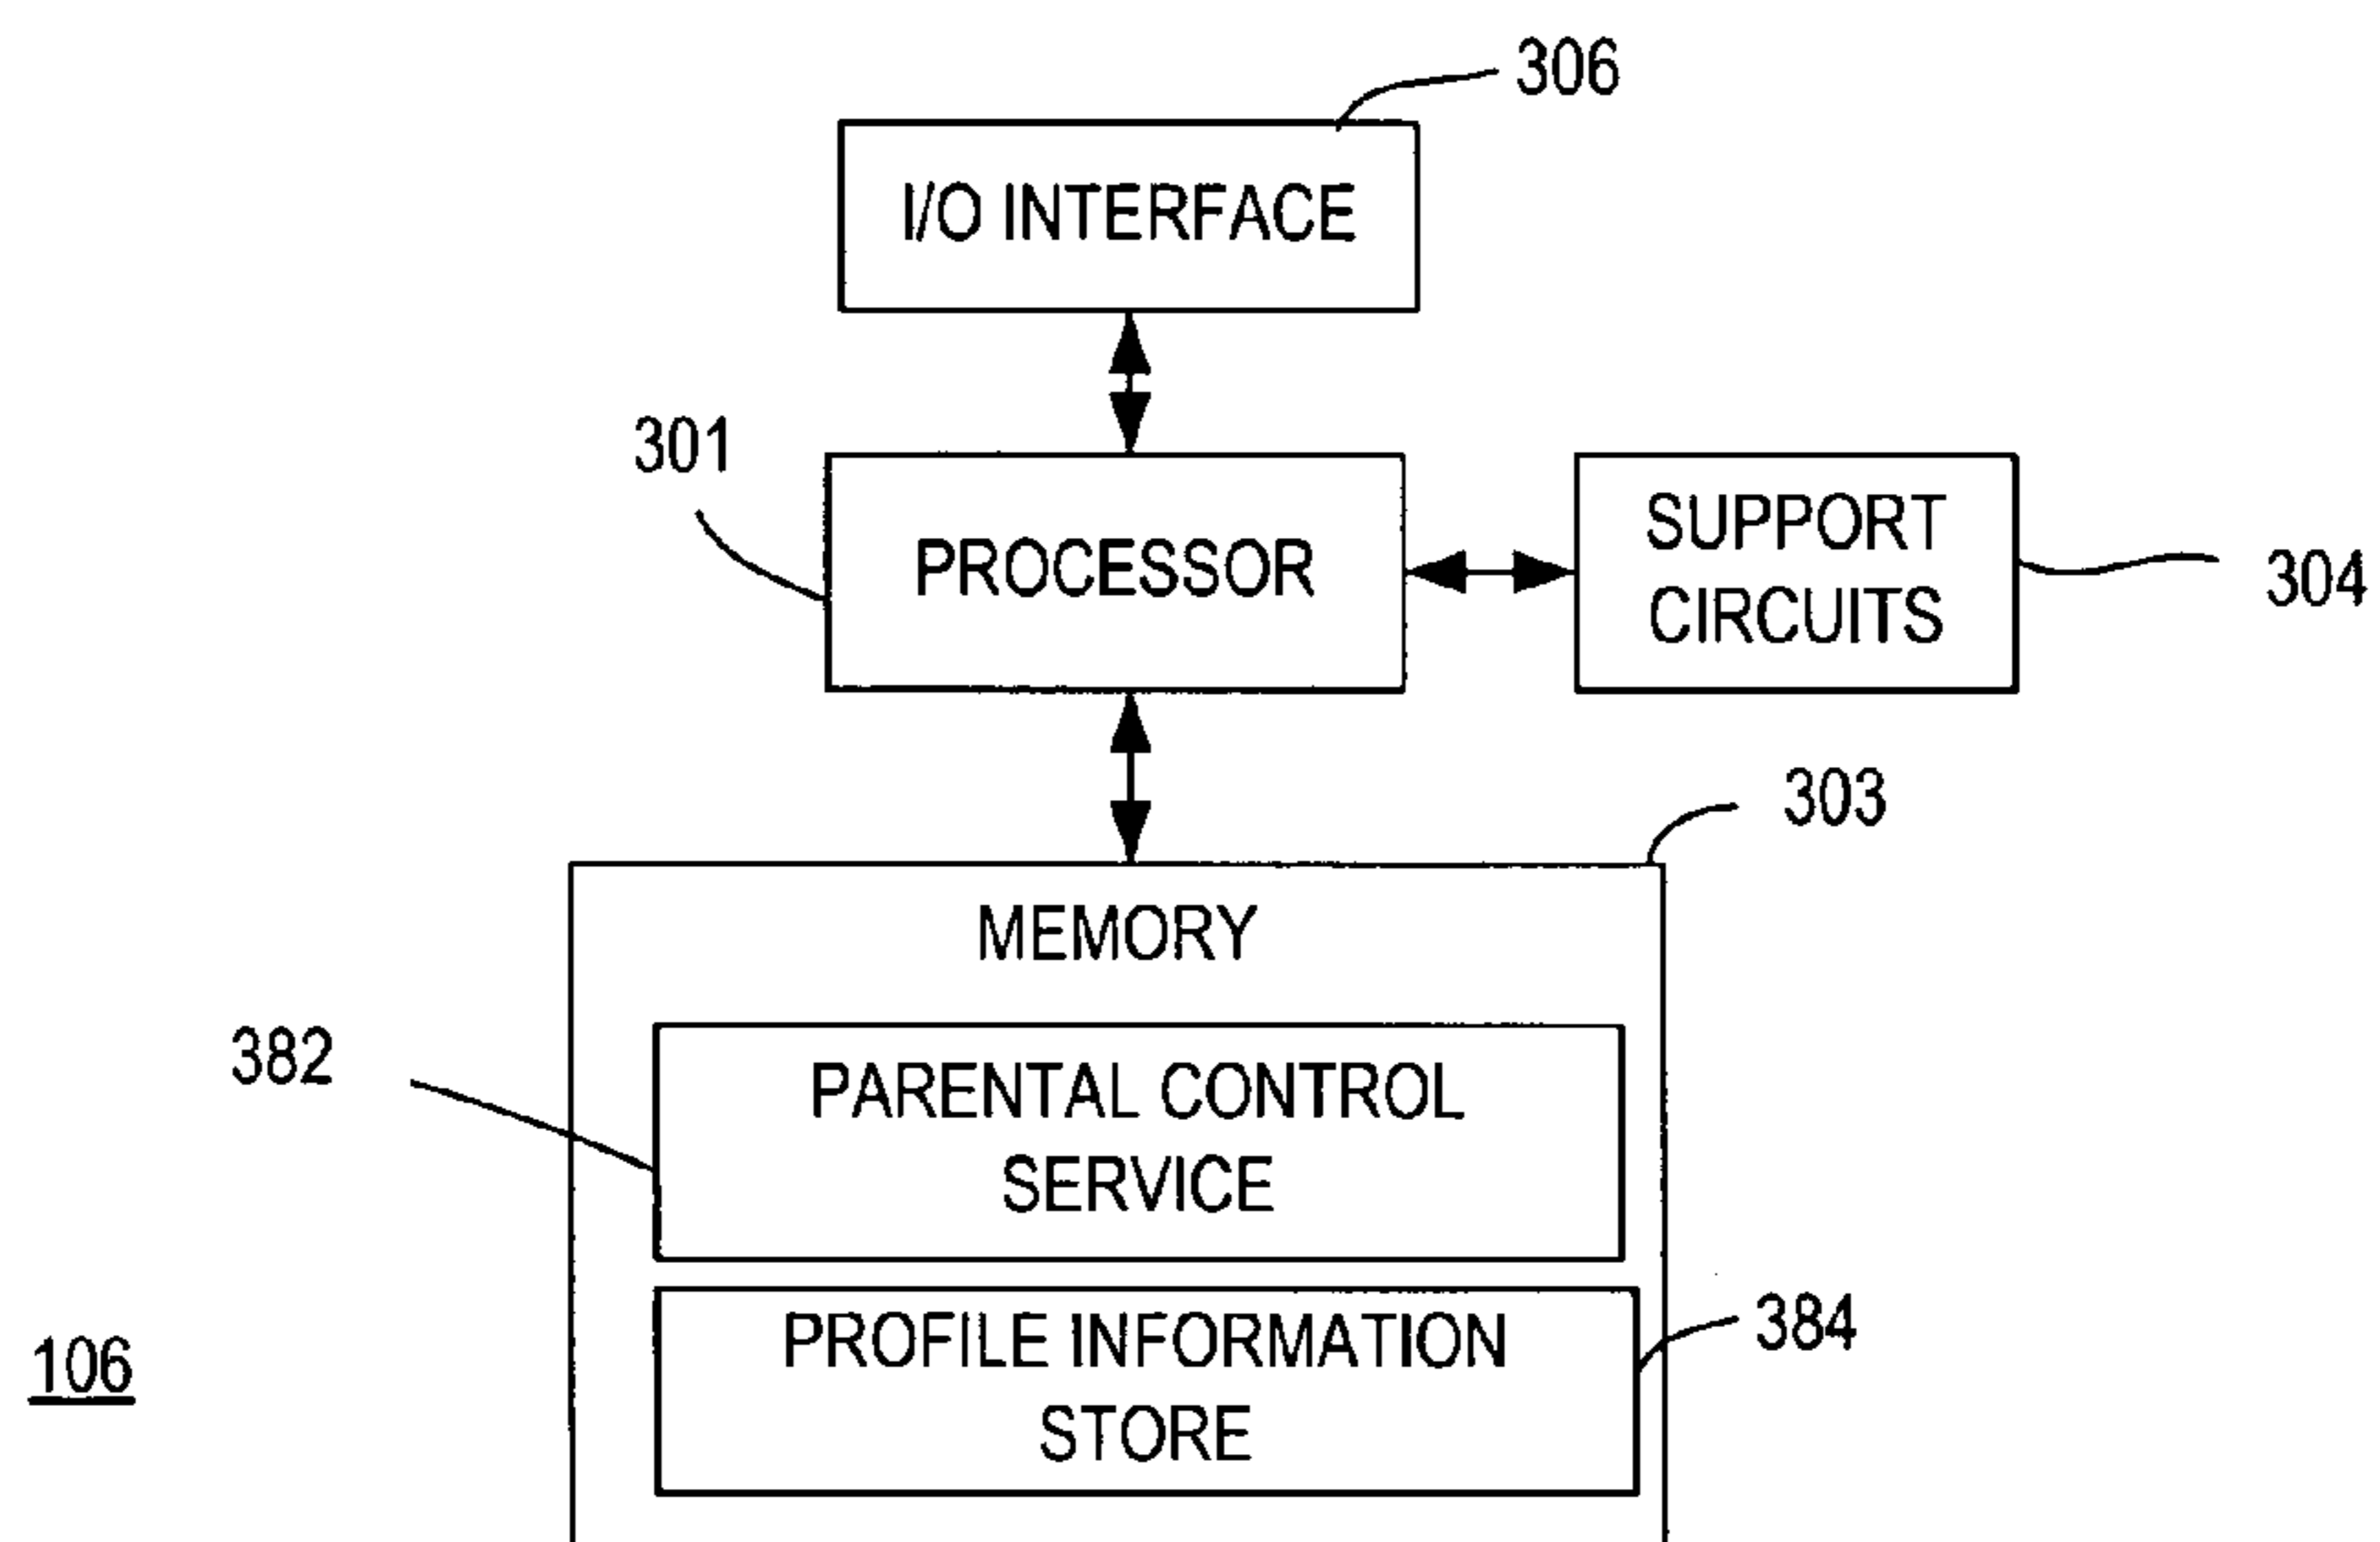 306
I/O INTERFACE
301
PROCESSOR
SUPPORT
CIRCUITS
304
303
MEMORY
382
PARENTAL CONTROL
SERVICE
384
PROFILE INFORMATION
STORE
106